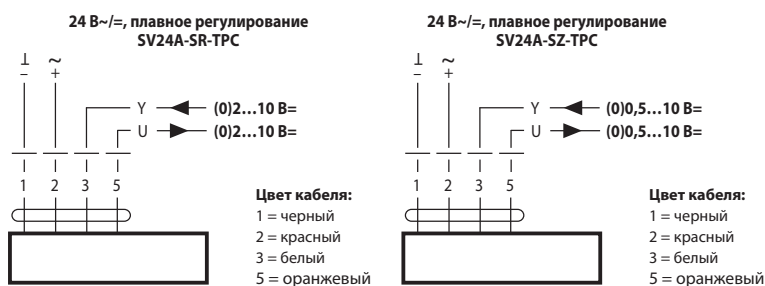 24 В~/=, плавное регулирование
SV24A-SR-TPC
⊥ ~
– +
Y (0)2...10 В=
U (0)2...10 В=
1 2 3 5
Цвет кабеля:
1 = черный
2 = красный
3 = белый
5 = оранжевый
24 В~/=, плавное регулирование
SV24A-SZ-TPC
⊥ ~
– +
Y (0)0,5...10 В=
U (0)0,5...10 В=
1 2 3 5
Цвет кабеля:
1 = черный
2 = красный
3 = белый
5 = оранжевый